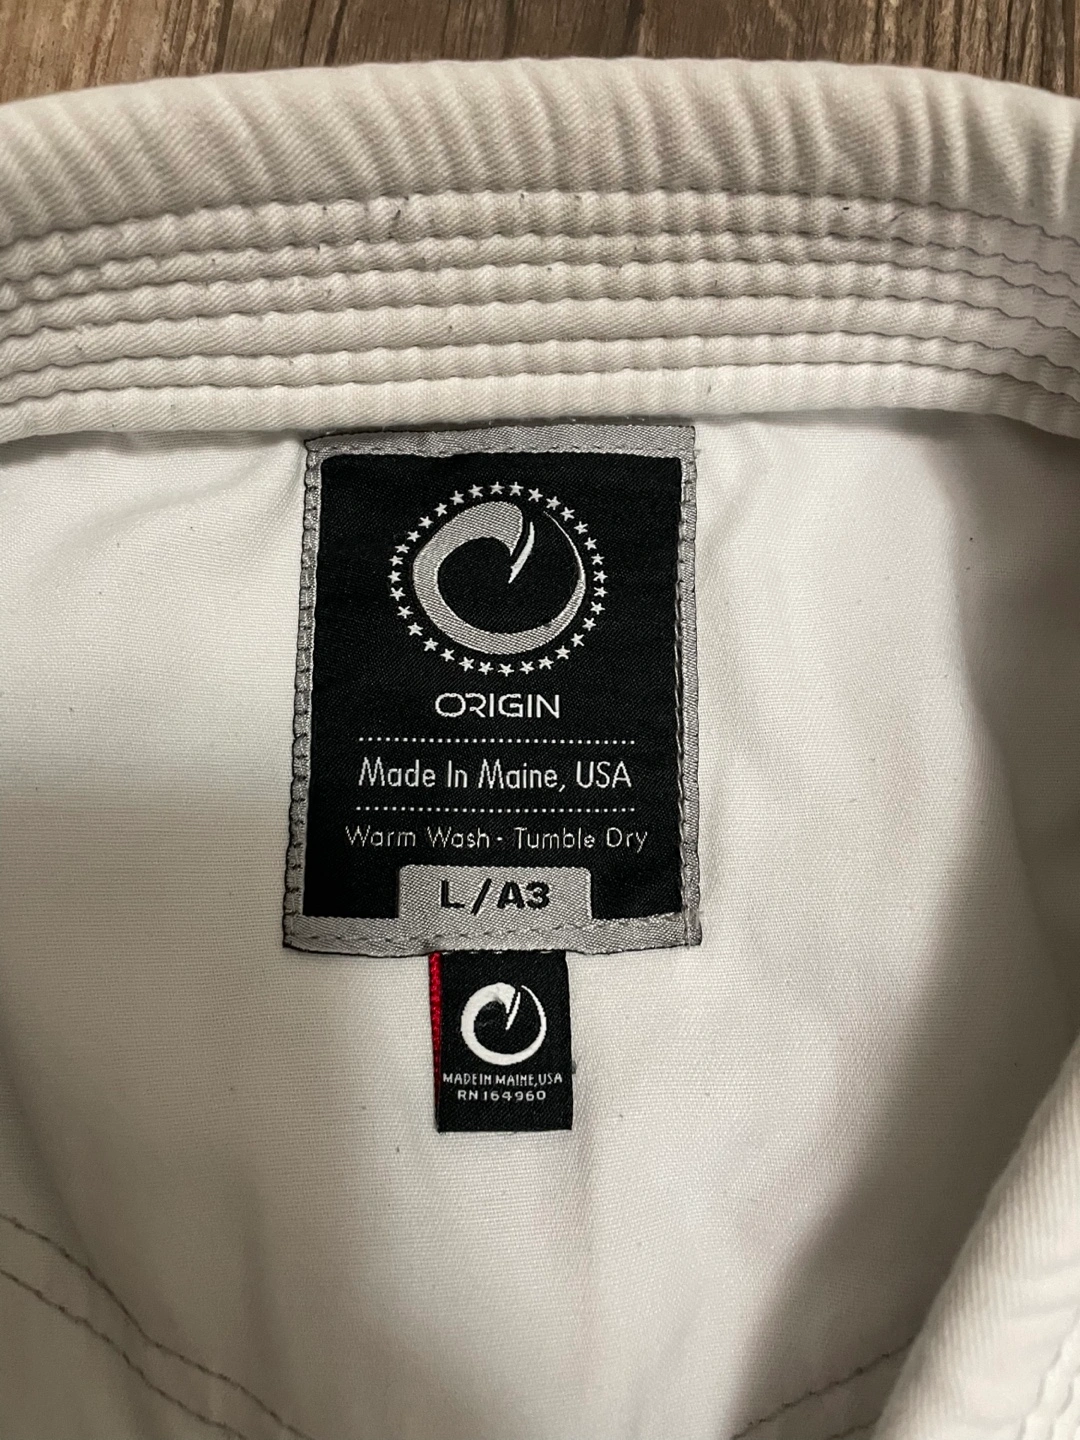 ORIGIN
Made In Maine, USA
Warm Wash - Tumble Dry
L/A3
MADE IN MAINE, USA
RN 164960